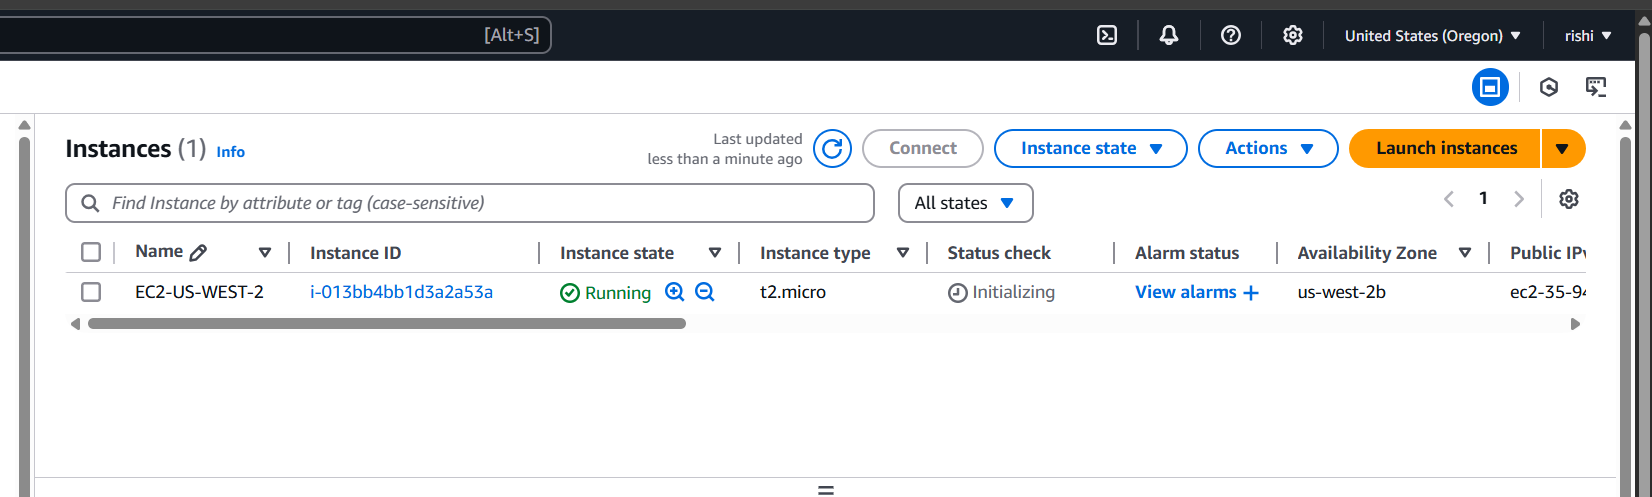 [Alt+S]
United States (Oregon)
rishi
Instances (1) Info
Last updated
less than a minute ago
Connect
Instance state
Actions
Launch instances
Find Instance by attribute or tag (case-sensitive)
All states
1
Name Instance ID Instance state Instance type Status check Alarm status Availability Zone Public IPv
EC2-US-WEST-2 i-013bb4bb1d3a2a53a Running t2.micro Initializing View alarms + us-west-2b ec2-35-94